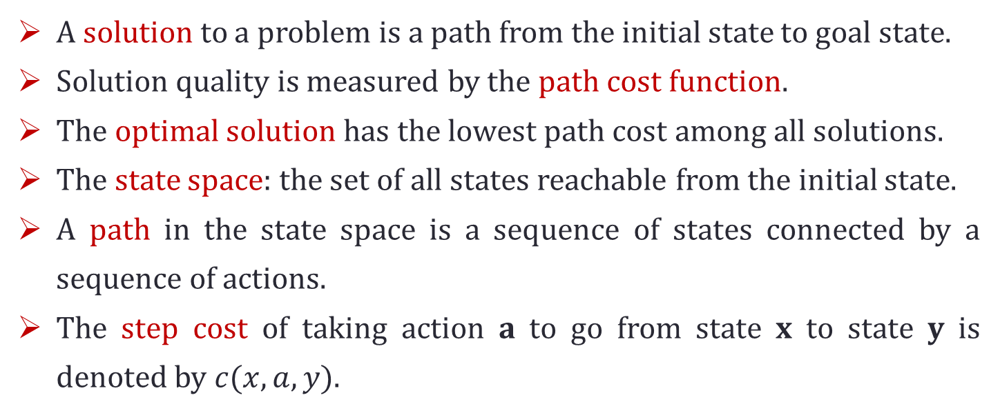 ➢ A solution to a problem is a path from the initial state to goal state.
➢ Solution quality is measured by the path cost function.
➢ The optimal solution has the lowest path cost among all solutions.
➢ The state space: the set of all states reachable from the initial state.
➢ A path in the state space is a sequence of states connected by a
sequence of actions.
➢ The step cost of taking action a to go from state x to state y is
denoted by c(x, a, y).